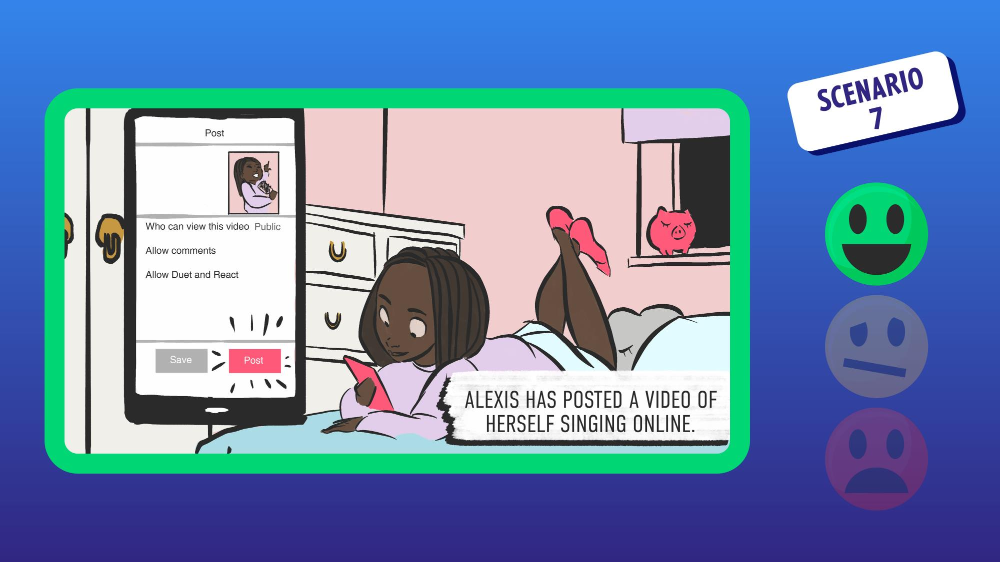 SCENARIO
7
Post
Who can view this video Public
Allow comments
Allow Duet and React
Save
Post
ALEXIS HAS POSTED A VIDEO OF
HERSELF SINGING ONLINE.